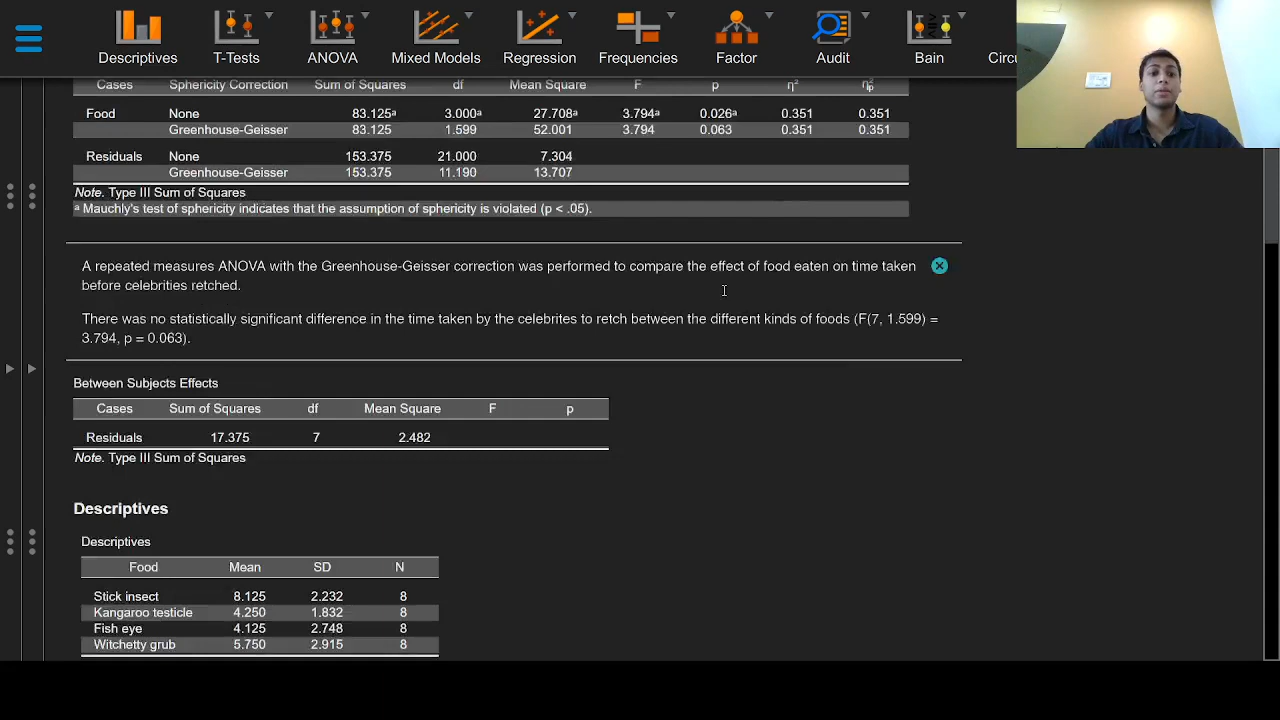 Descriptives T-Tests ANOVA Mixed Models Regression Frequencies Factor Audit Bain Circu
Cases Sphericity Correction Sum of Squares df Mean Square F p η² η²p
Food None 83.125ᵃ 3.000ᵃ 27.708ᵃ 3.794ᵃ 0.026ᵃ 0.351 0.351
Greenhouse-Geisser 83.125 1.599 52.001 3.794 0.063 0.351 0.351
Residuals None 153.375 21.000 7.304
Greenhouse-Geisser 153.375 11.190 13.707
Note. Type III Sum of Squares
ᵃ Mauchly's test of sphericity indicates that the assumption of sphericity is violated (p < .05).
A repeated measures ANOVA with the Greenhouse-Geisser correction was performed to compare the effect of food eaten on time taken
before celebrities retched.
There was no statistically significant difference in the time taken by the celebrites to retch between the different kinds of foods (F(7, 1.599) =
3.794, p = 0.063).
Between Subjects Effects
Cases Sum of Squares df Mean Square F p
Residuals 17.375 7 2.482
Note. Type III Sum of Squares
Descriptives
Descriptives
Food Mean SD N
Stick insect 8.125 2.232 8
Kangaroo testicle 4.250 1.832 8
Fish eye 4.125 2.748 8
Witchetty grub 5.750 2.915 8